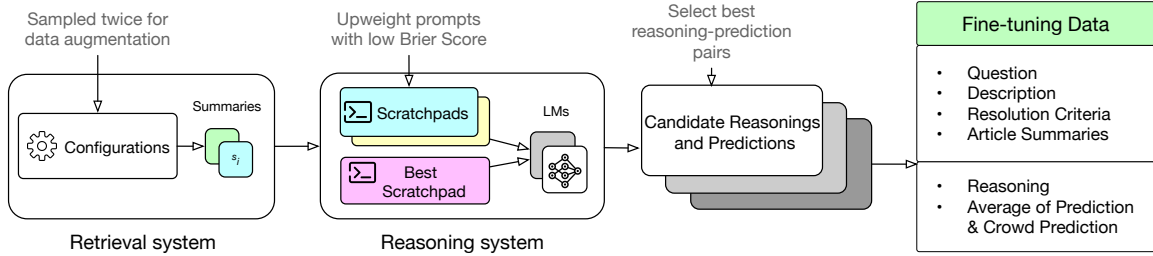 Sampled twice for
data augmentation
Upweight prompts
with low Brier Score
Select best
reasoning-prediction
pairs
Summaries
Configurations
s_i
Retrieval system
Scratchpads
Best
Scratchpad
LMs
Reasoning system
Candidate Reasonings
and Predictions
Fine-tuning Data
• Question
• Description
• Resolution Criteria
• Article Summaries
• Reasoning
• Average of Prediction
& Crowd Prediction